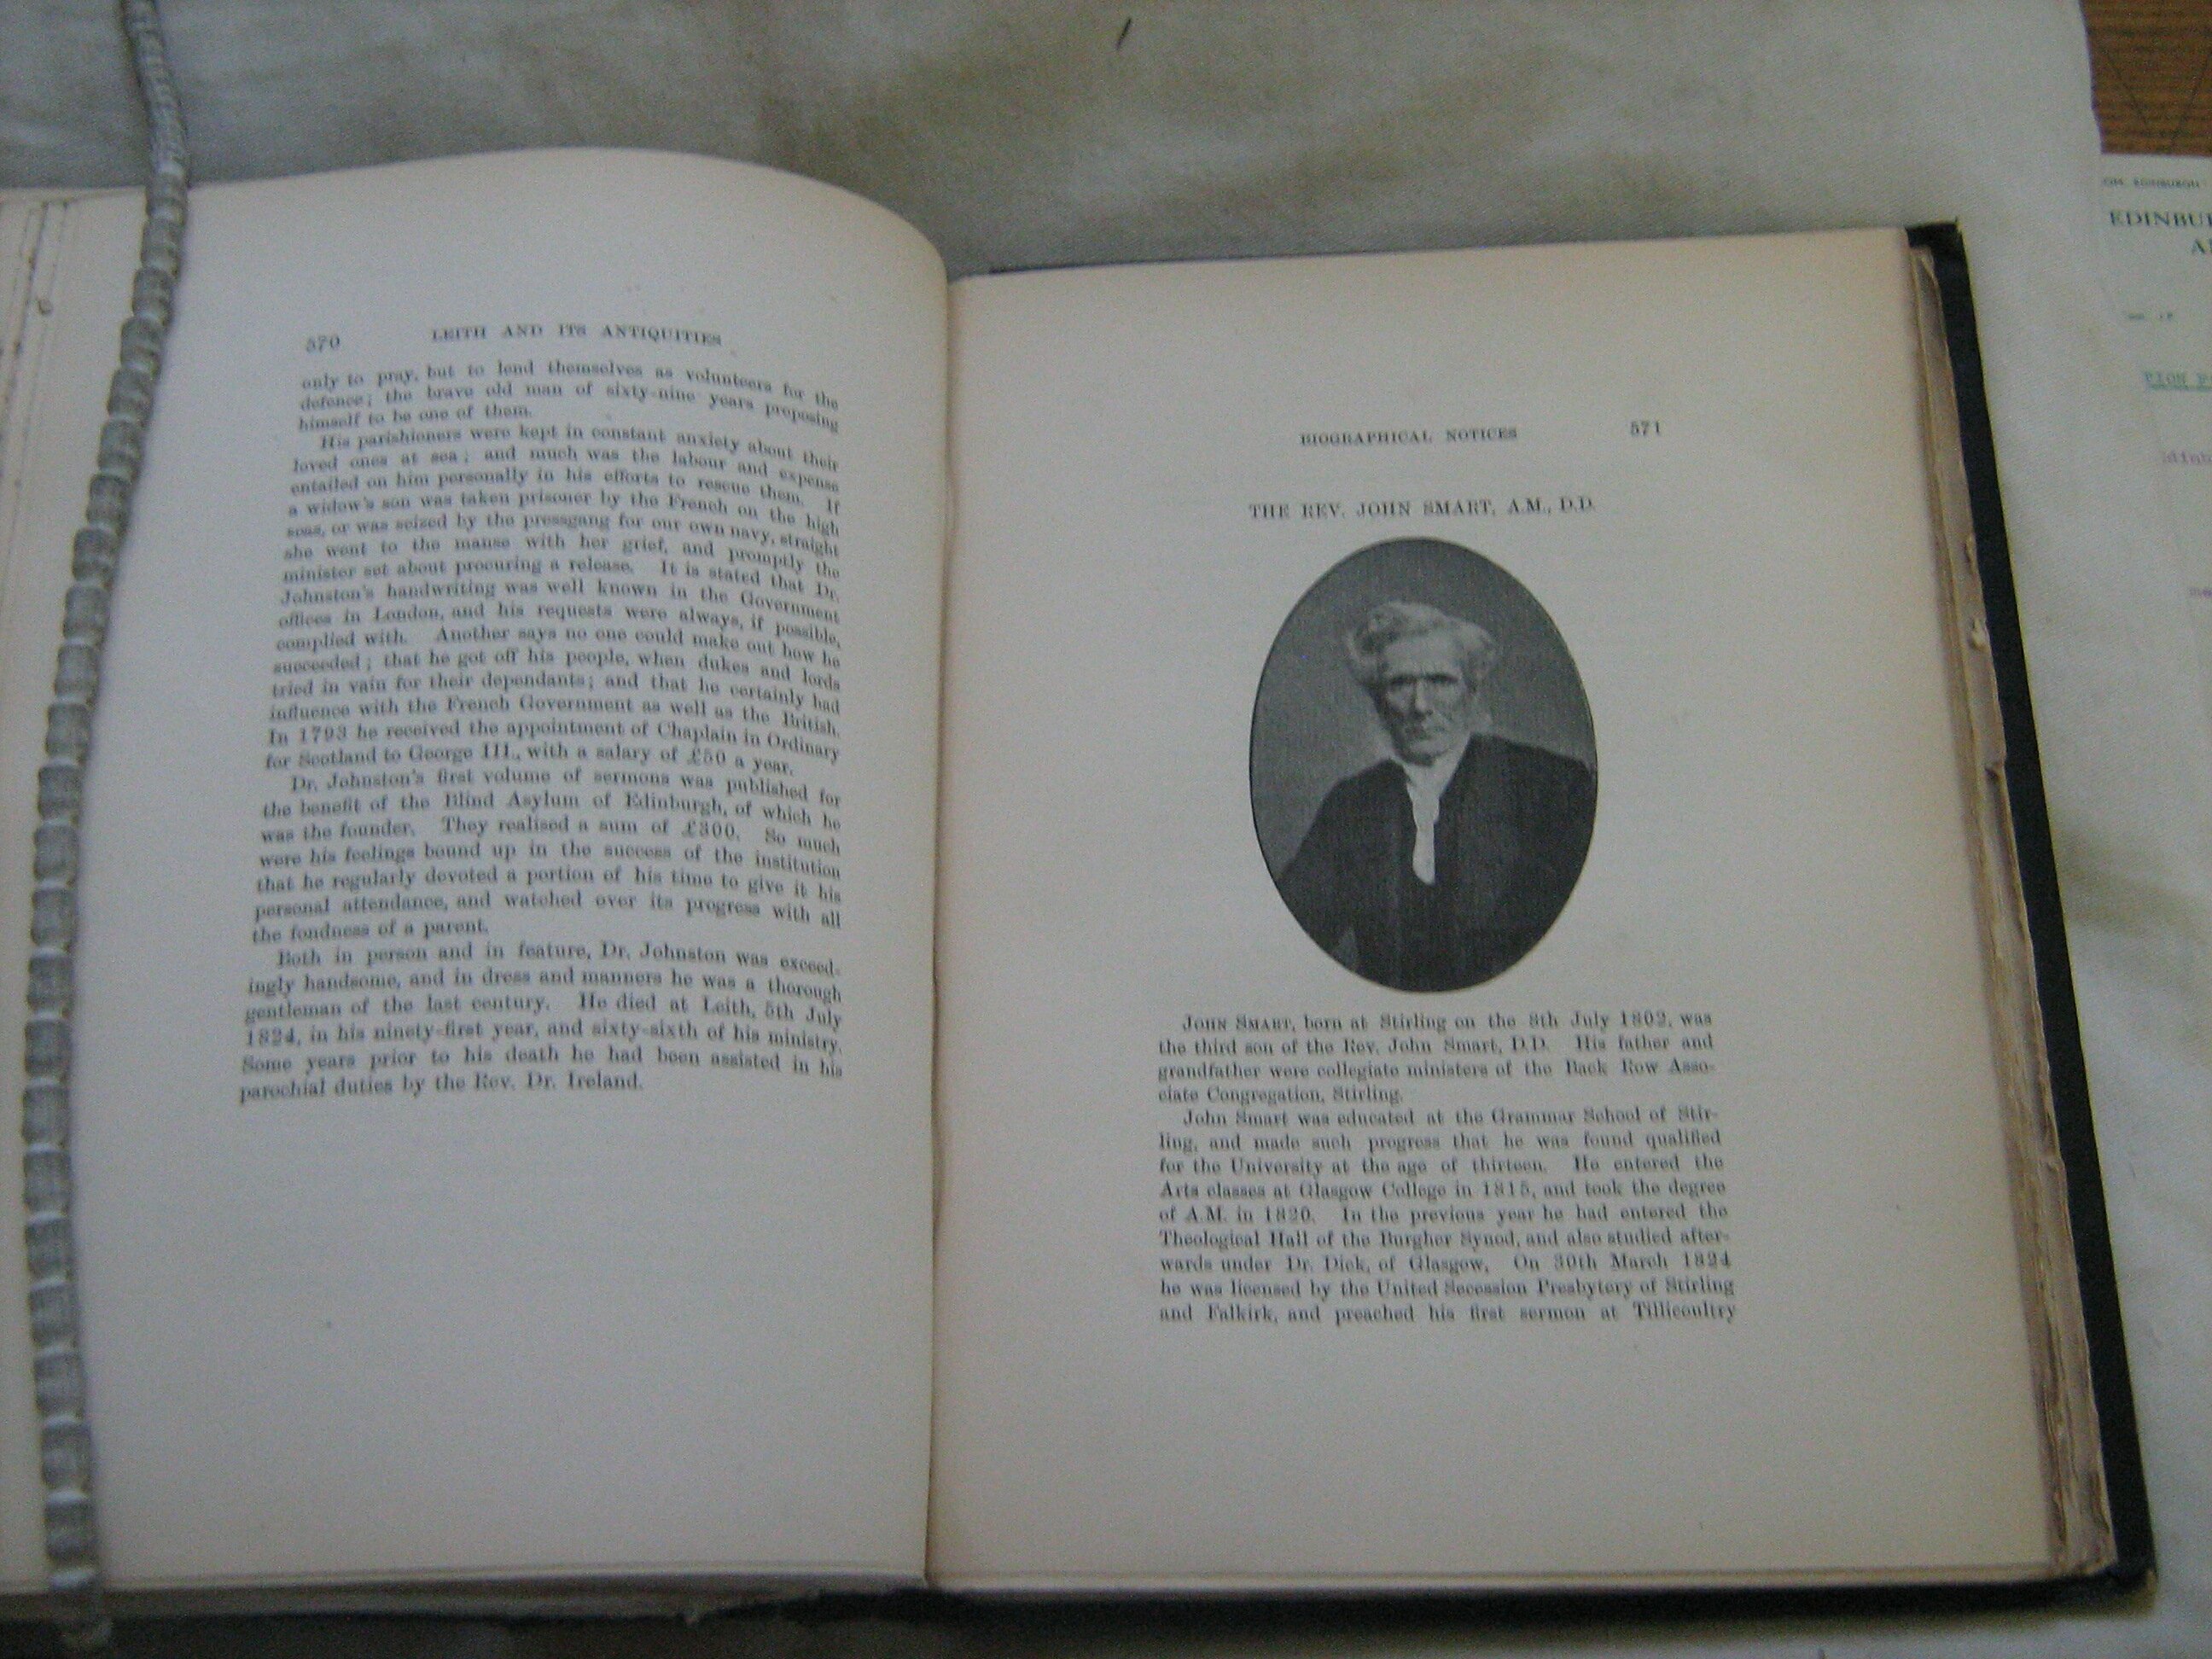 570 LEITH AND ITS ANTIQUITIES
only to pray, but to lend themselves as volunteers for the
defence; the brave old man of sixty-nine years proposing
himself to be one of them.
His parishioners were kept in constant anxiety about their
loved ones at sea; and much was the labour and expense
entailed on him personally in his efforts to rescue them. If
a widow's son was taken prisoner by the French on the high
seas, or was seized by the pressgang for our own navy, straight
she went to the manse with her grief, and promptly the
minister set about procuring a release. It is stated that Dr.
Johnston's handwriting was well known in the Government
offices in London, and his requests were always, if possible,
complied with. Another says no one could make out how he
succeeded; that he got off his people, when dukes and lords
tried in vain for their dependants; and that he certainly had
influence with the French Government as well as the British.
In 1793 he received the appointment of Chaplain in Ordinary
for Scotland to George III., with a salary of £50 a year.
Dr. Johnston's first volume of sermons was published for
the benefit of the Blind Asylum of Edinburgh, of which he
was the founder. They realised a sum of £300. So much
were his feelings bound up in the success of the institution
that he regularly devoted a portion of his time to give it his
personal attendance, and watched over its progress with all
the fondness of a parent.
Both in person and in feature, Dr. Johnston was exceed-
ingly handsome, and in dress and manners he was a thorough
gentleman of the last century. He died at Leith, 5th July
1824, in his ninety-first year, and sixty-sixth of his ministry.
Some years prior to his death he had been assisted in his
parochial duties by the Rev. Dr. Ireland.
BIOGRAPHICAL NOTICES 571
THE REV. JOHN SMART, A.M., D.D.
JOHN SMART, born at Stirling on the 8th July 1802, was
the third son of the Rev. John Smart, D.D. His father and
grandfather were collegiate ministers of the Back Row Asso-
ciate Congregation, Stirling.
John Smart was educated at the Grammar School of Stir-
ling, and made such progress that he was found qualified
for the University at the age of thirteen. He entered the
Arts classes at Glasgow College in 1815, and took the degree
of A.M. in 1820. In the previous year he had entered the
Theological Hall of the Burgher Synod, and also studied after-
wards under Dr. Dick, of Glasgow. On 30th March 1824
he was licensed by the United Secession Presbytery of Stirling
and Falkirk, and preached his first sermon at Tillicoultry
EDINBU